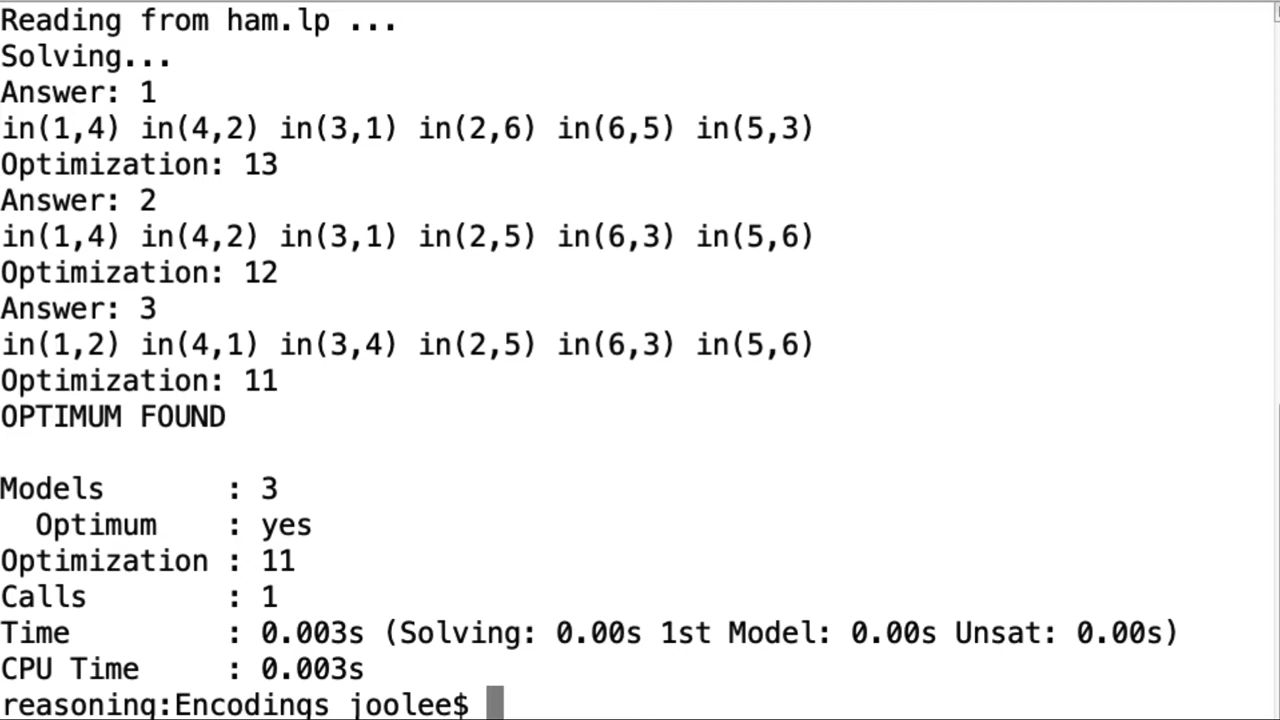 Reading from ham.lp ...
Solving...
Answer: 1
in(1,4) in(4,2) in(3,1) in(2,6) in(6,5) in(5,3)
Optimization: 13
Answer: 2
in(1,4) in(4,2) in(3,1) in(2,5) in(6,3) in(5,6)
Optimization: 12
Answer: 3
in(1,2) in(4,1) in(3,4) in(2,5) in(6,3) in(5,6)
Optimization: 11
OPTIMUM FOUND

Models       : 3
  Optimum    : yes
Optimization : 11
Calls        : 1
Time         : 0.003s (Solving: 0.00s 1st Model: 0.00s Unsat: 0.00s)
CPU Time     : 0.003s
reasoning:Encodings joolee$